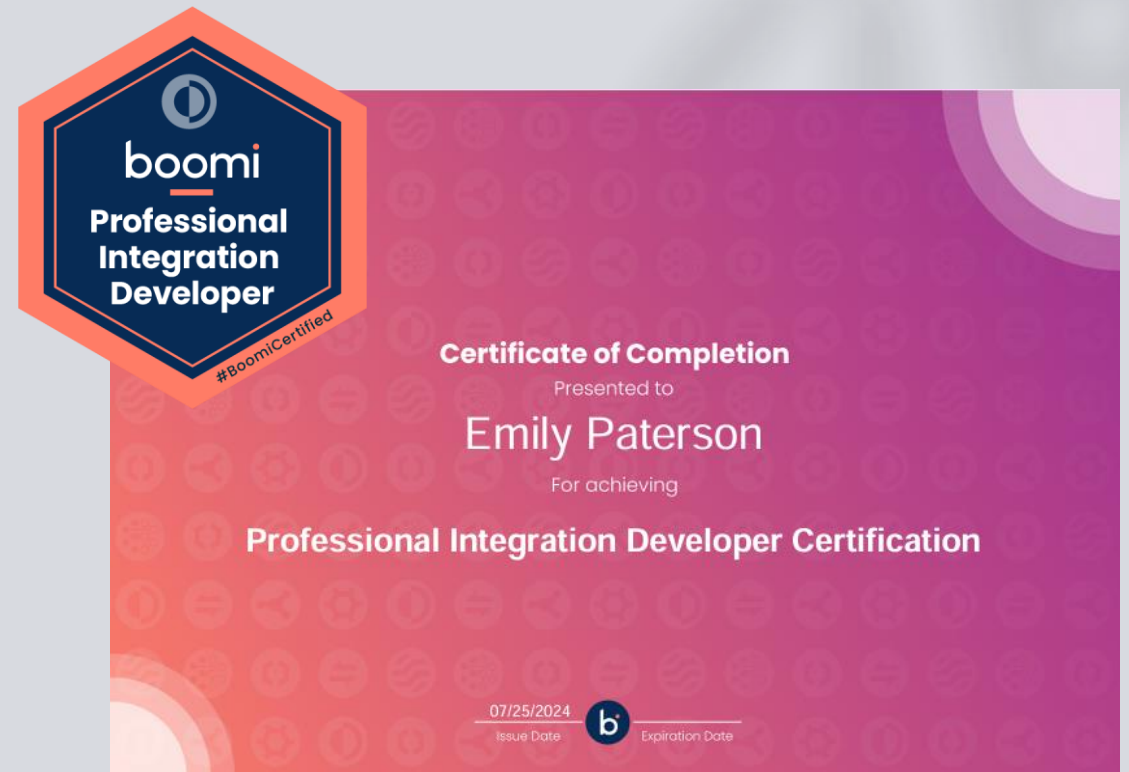 boomi
Professional
Integration
Developer
#BoomiCertified
Certificate of Completion
Presented to
Emily Paterson
For achieving
Professional Integration Developer Certification
07/25/2024
Issue Date
b
Expiration Date